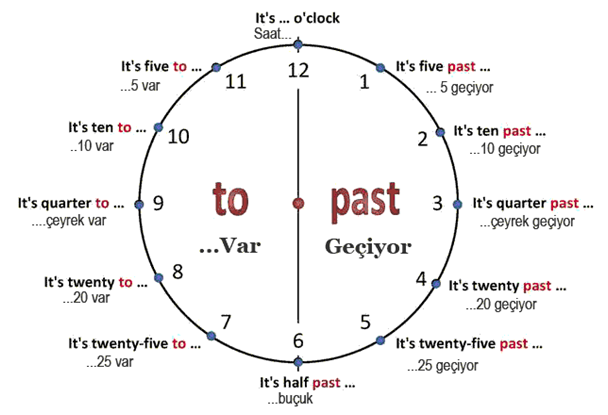 It's ... o'clock
Saat...
12
It's five past ...
... 5 geçiyor
1
It's ten past ...
...10 geçiyor
2
It's quarter past ...
...çeyrek geçiyor
3
It's twenty past ...
...20 geçiyor
4
It's twenty-five past ...
...25 geçiyor
5
It's half past ...
...buçuk
6
It's twenty-five to ...
...25 var
7
It's twenty to ...
...20 var
8
It's quarter to ...
....çeyrek var
9
It's ten to ...
..10 var
10
It's five to ...
...5 var
11
to
...Var
past
Geçiyor